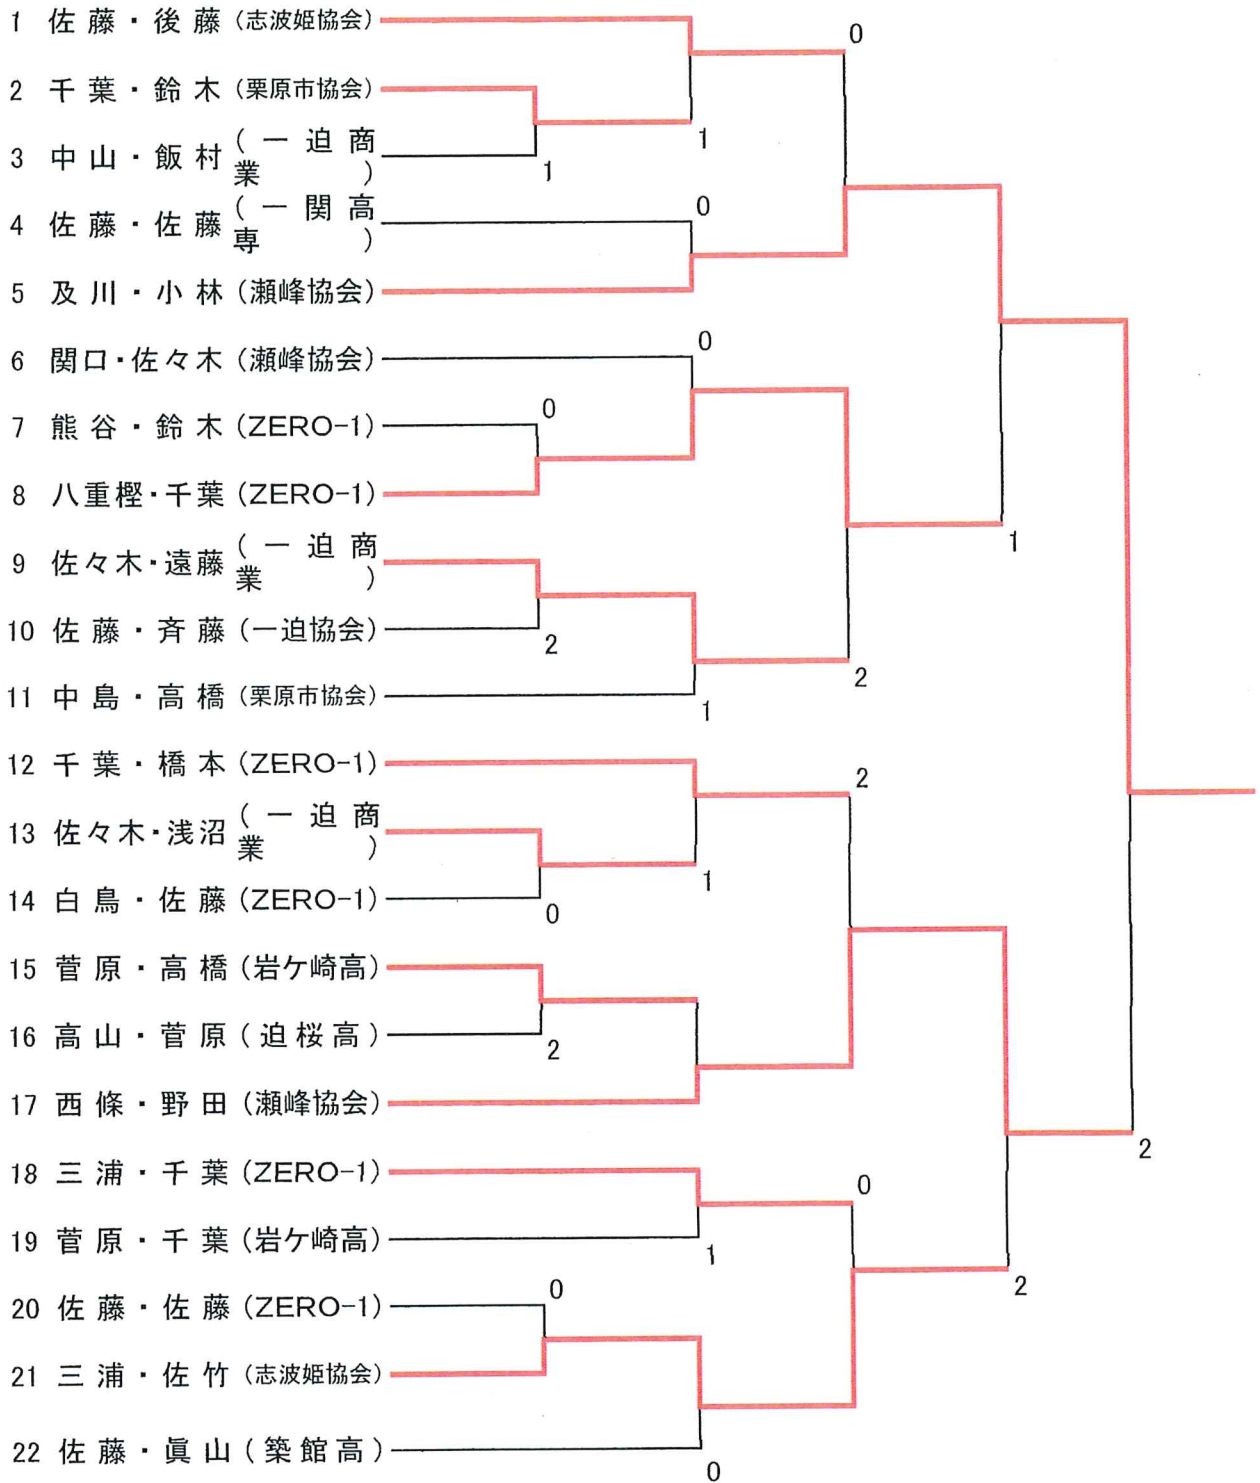 0
1 佐藤・後藤 (志波姫協会)
2 千葉・鈴木 (栗原市協会)
1
3 中山・飯村 (一迫商業)
1
0
4 佐藤・佐藤 (一関高専)
5 及川・小林 (瀬峰協会)
0
6 関口・佐々木 (瀬峰協会)
0
7 熊谷・鈴木 (ZERO-1)
8 八重樫・千葉 (ZERO-1)
1
9 佐々木・遠藤 (一迫商業)
10 佐藤・斉藤 (一迫協会)
2
2
11 中島・高橋 (栗原市協会)
1
12 千葉・橋本 (ZERO-1)
2
13 佐々木・浅沼 (一迫商業)
1
14 白鳥・佐藤 (ZERO-1)
0
15 菅原・高橋 (岩ケ崎高)
16 高山・菅原 (迫桜高)
2
17 西條・野田 (瀬峰協会)
2
18 三浦・千葉 (ZERO-1)
0
19 菅原・千葉 (岩ケ崎高)
1
0
2
20 佐藤・佐藤 (ZERO-1)
21 三浦・佐竹 (志波姫協会)
22 佐藤・眞山 (築館高)
0